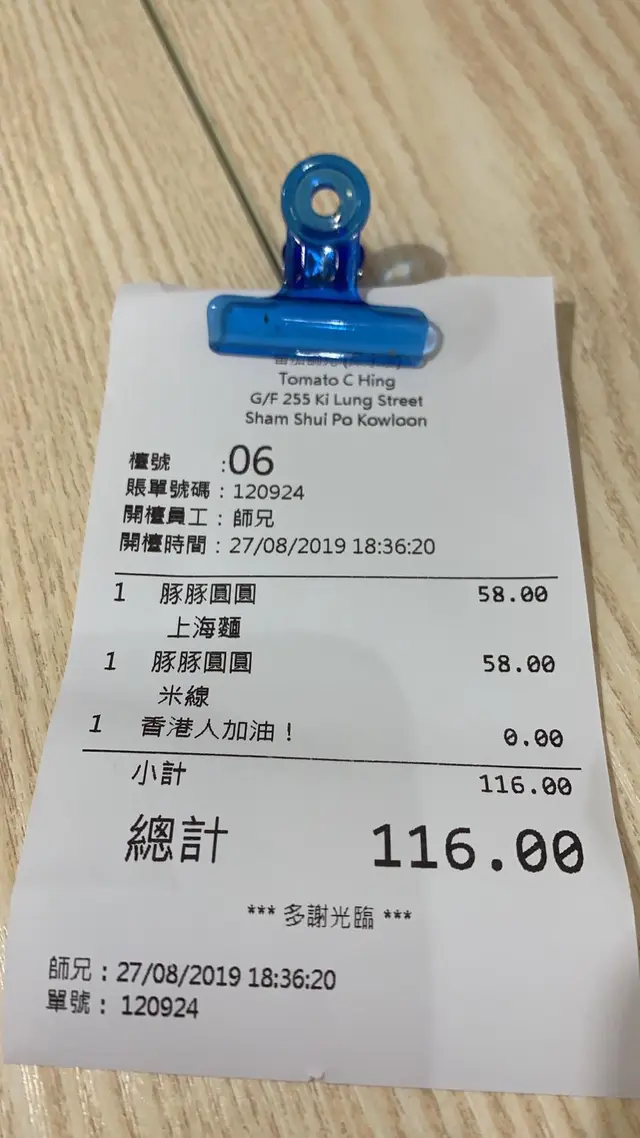 Tomato C Hing
G/F 255 Ki Lung Street
Sham Shui Po Kowloon
檯號 :06
賬單號碼 : 120924
開檯員工 : 師兄
開檯時間 : 27/08/2019 18:36:20
1 豚豚圓圓 58.00
上海麵
1 豚豚圓圓 58.00
米線
1 香港人加油！ 0.00
小計 116.00
總計 116.00
*** 多謝光臨 ***
師兄 : 27/08/2019 18:36:20
單號 : 120924